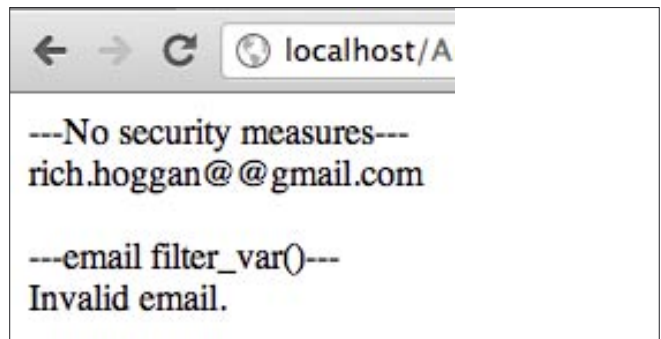 localhost/A
---No security measures---
rich.hoggan@@gmail.com
---email filter_var()---
Invalid email.